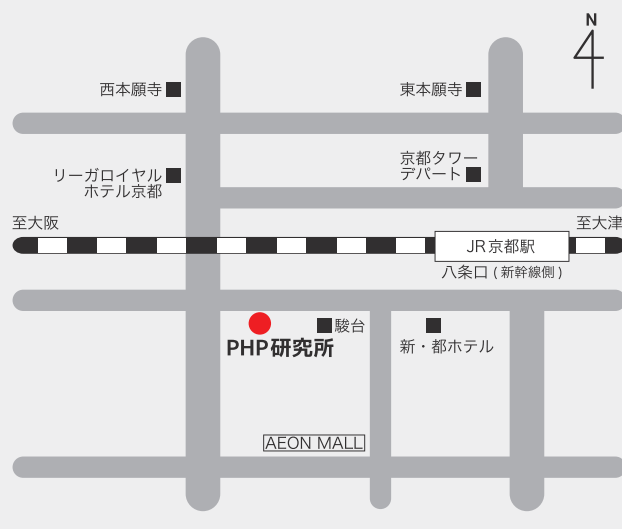 N
西本願寺
東本願寺
京都タワー
デパート
リーガロイヤル
ホテル京都
至大阪
至大津
JR京都駅
八条口 ( 新幹線側 )
駿台
PHP研究所
新・都ホテル
AEON MALL